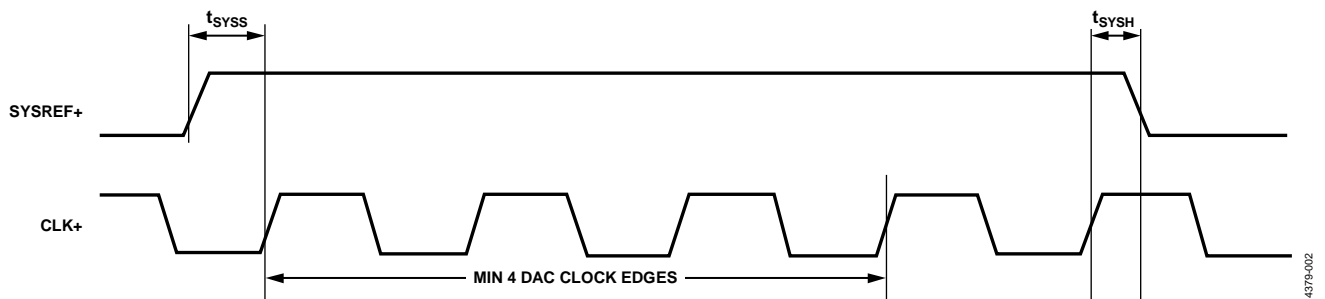 tSYSS
tSYSH
SYSREF+
CLK+
MIN 4 DAC CLOCK EDGES
4379-002